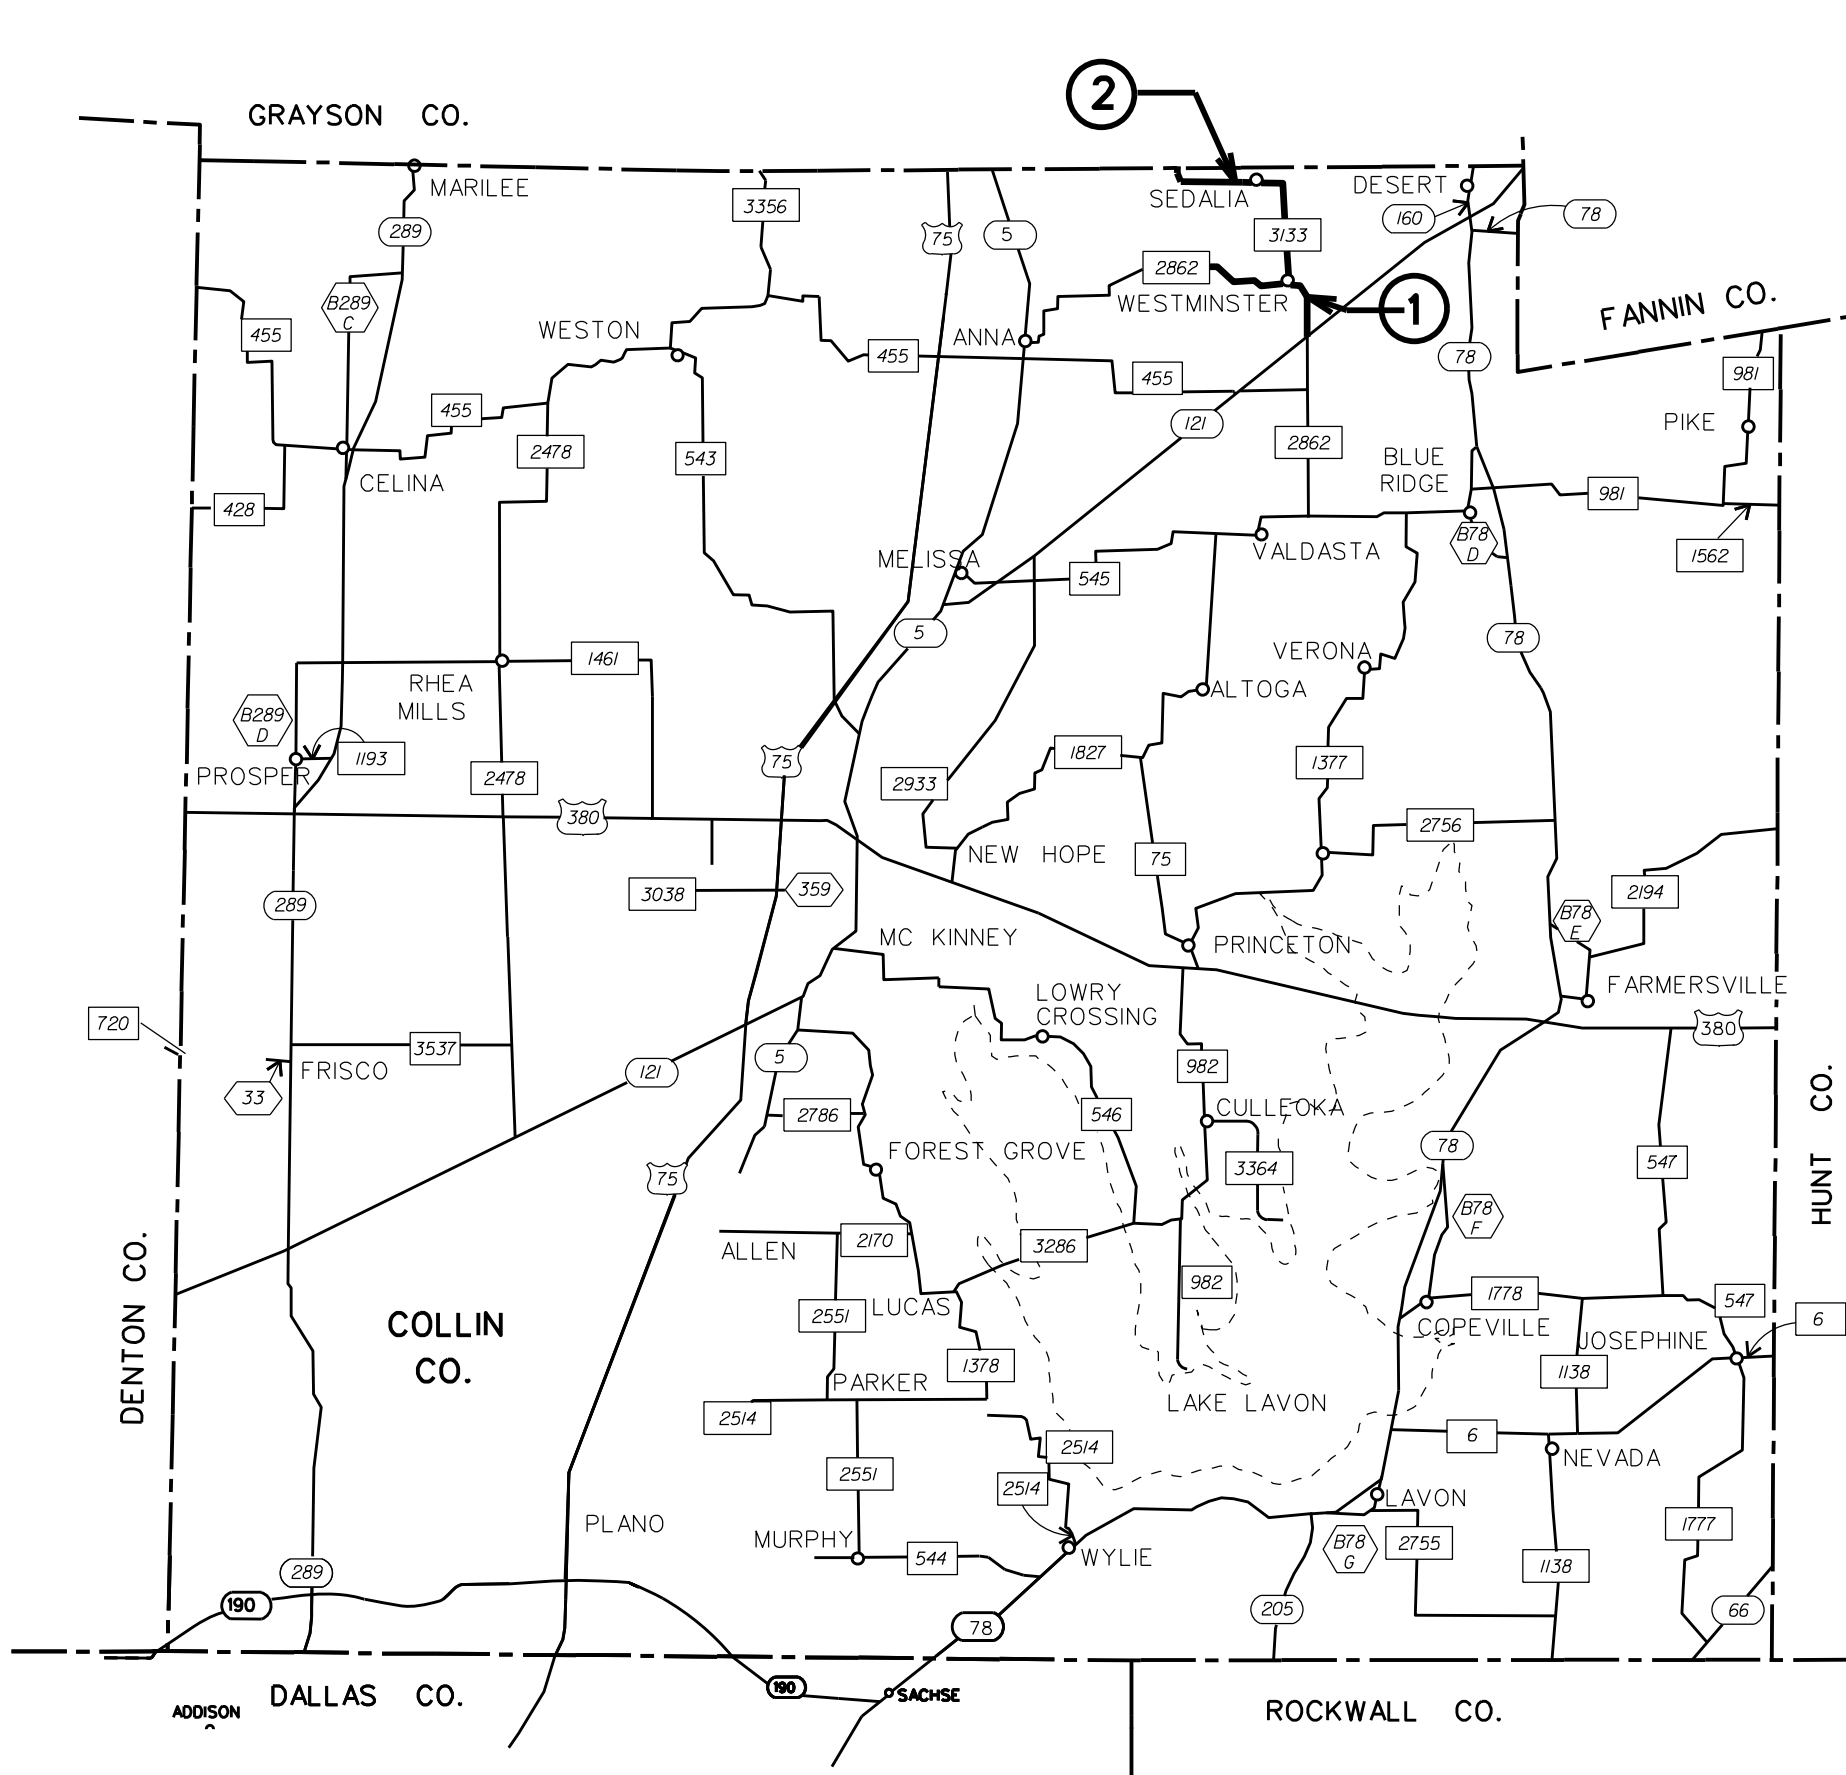 2
GRAYSON CO.
MARILEE
3356
SEDALIA
DESERT
160
78
289
75
5
3133
2862
WESTMINSTER
1
FANNIN CO.
B289
C
455
WESTON
ANNA
455
455
78
981
PIKE
455
121
2862
2478
543
BLUE
RIDGE
CELINA
428
981
MELISSA
545
VALDASTA
B78
D
1562
5
78
VERONA
1461
RHEA
MILLS
ALTOGA
B289
D
1193
PROSPER
2478
75
2933
1827
1377
380
2756
NEW HOPE
75
3038
359
2194
289
B78
E
MC KINNEY
PRINCETON
FARMERSVILLE
LOWRY
CROSSING
720
380
3537
5
982
FRISCO
121
33
2786
546
CULLEOKA
HUNT CO.
FOREST GROVE
78
3364
547
75
B78
F
ALLEN
2170
3286
982
DENTON CO.
COLLIN
CO.
2551
LUCAS
1778
547
6
COPEVILLE
JOSEPHINE
1378
1138
PARKER
2514
LAKE LAVON
2514
6
NEVADA
2551
2514
LAVON
PLANO
MURPHY
544
WYLIE
B78
G
2755
1777
1138
289
190
78
205
66
190
SACHSE
ADDISON
DALLAS CO.
ROCKWALL CO.